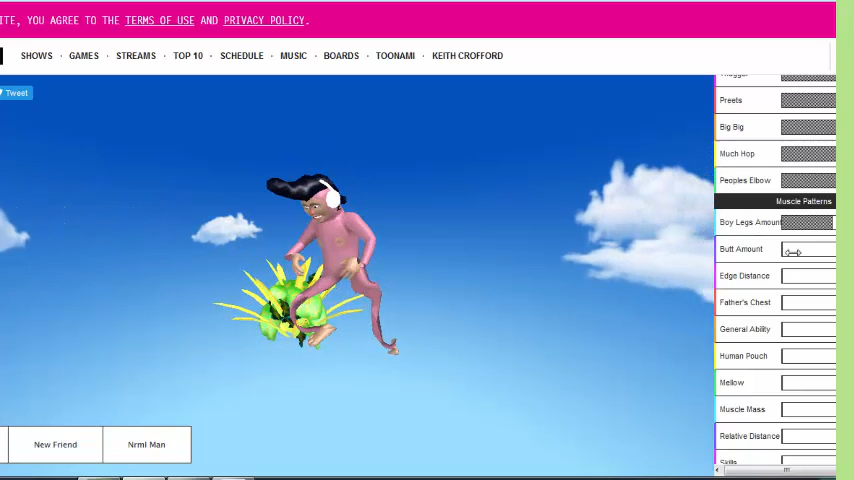 ITE, YOU AGREE TO THE TERMS OF USE AND PRIVACY POLICY.
SHOWS · GAMES · STREAMS · TOP 10 · SCHEDULE · MUSIC · BOARDS · TOONAMI · KEITH CROFFORD
Tweet
Preets
Big Big
Much Hop
Peoples Elbow
Muscle Patterns
Boy Legs Amount
Butt Amount
Edge Distance
Father's Chest
General Ability
Human Pouch
Mellow
Muscle Mass
Relative Distance
Skills
New Friend
Nrml Man